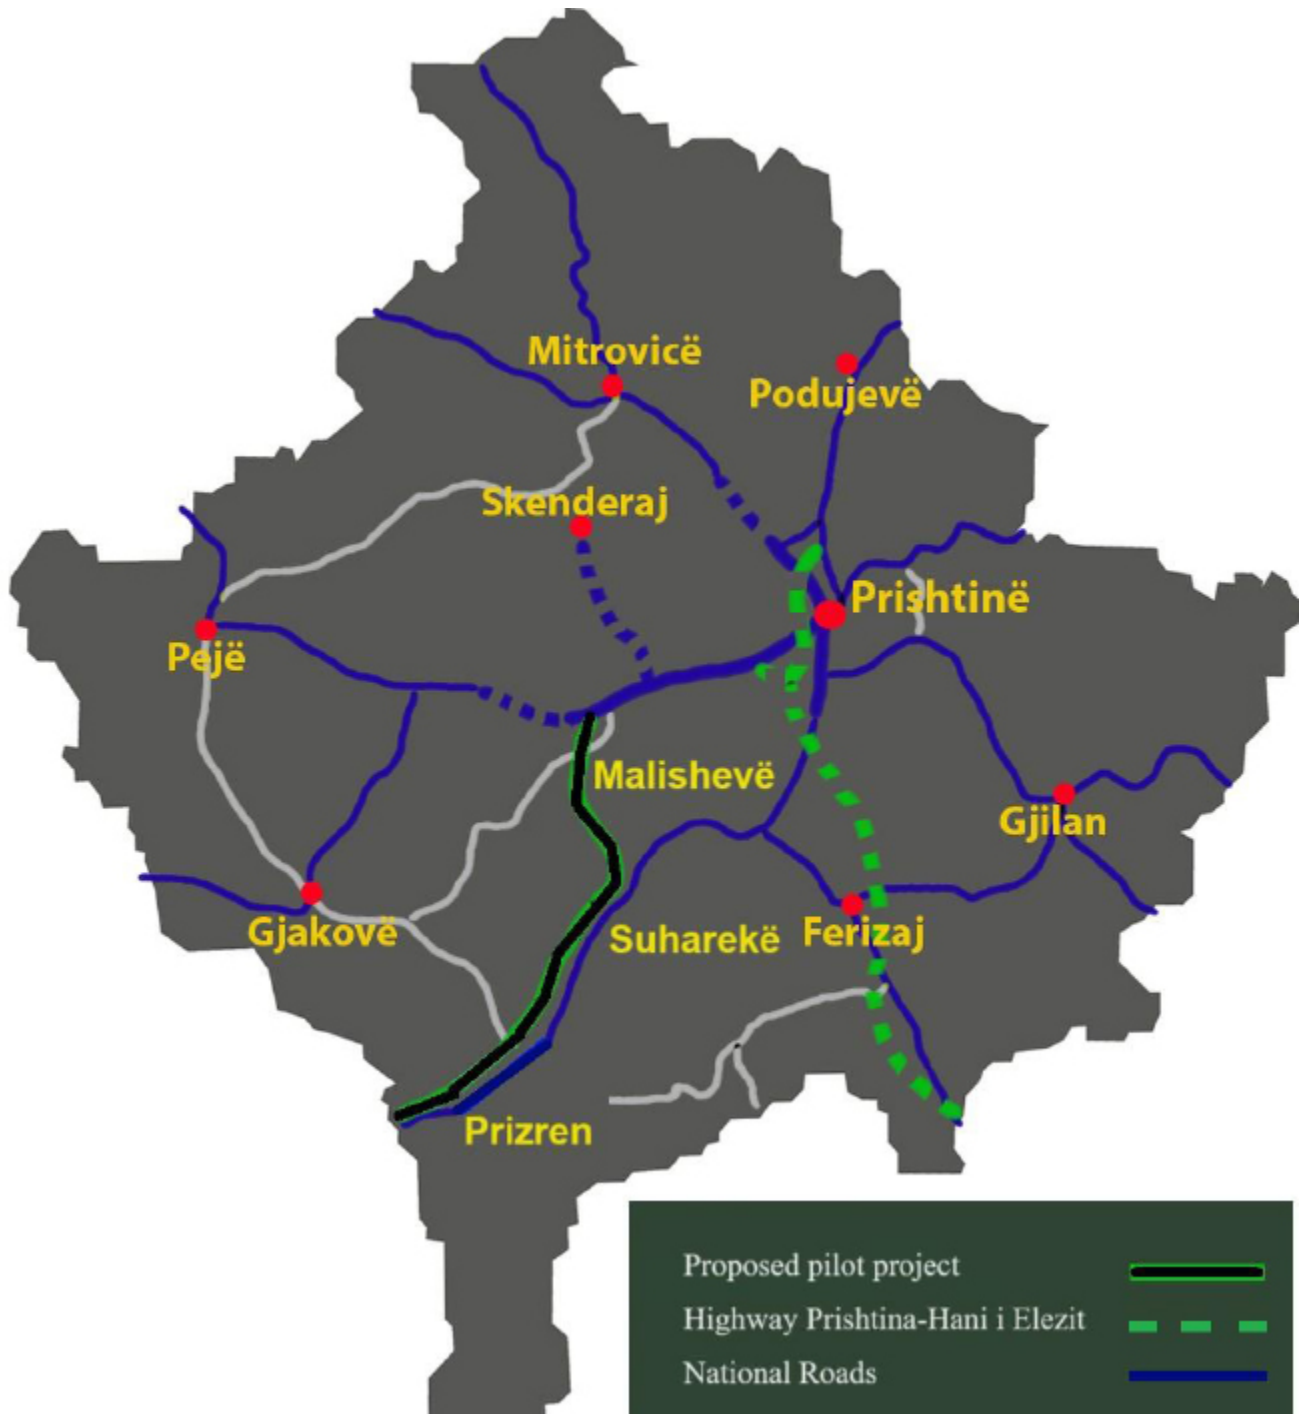 Mitrovicë
Podujevë
Skenderaj
Prishtinë
Pejë
Malishevë
Gjilan
Gjakovë
Suharekë
Ferizaj
Prizren
Proposed pilot project
Highway Prishtina-Hani i Elezit
National Roads